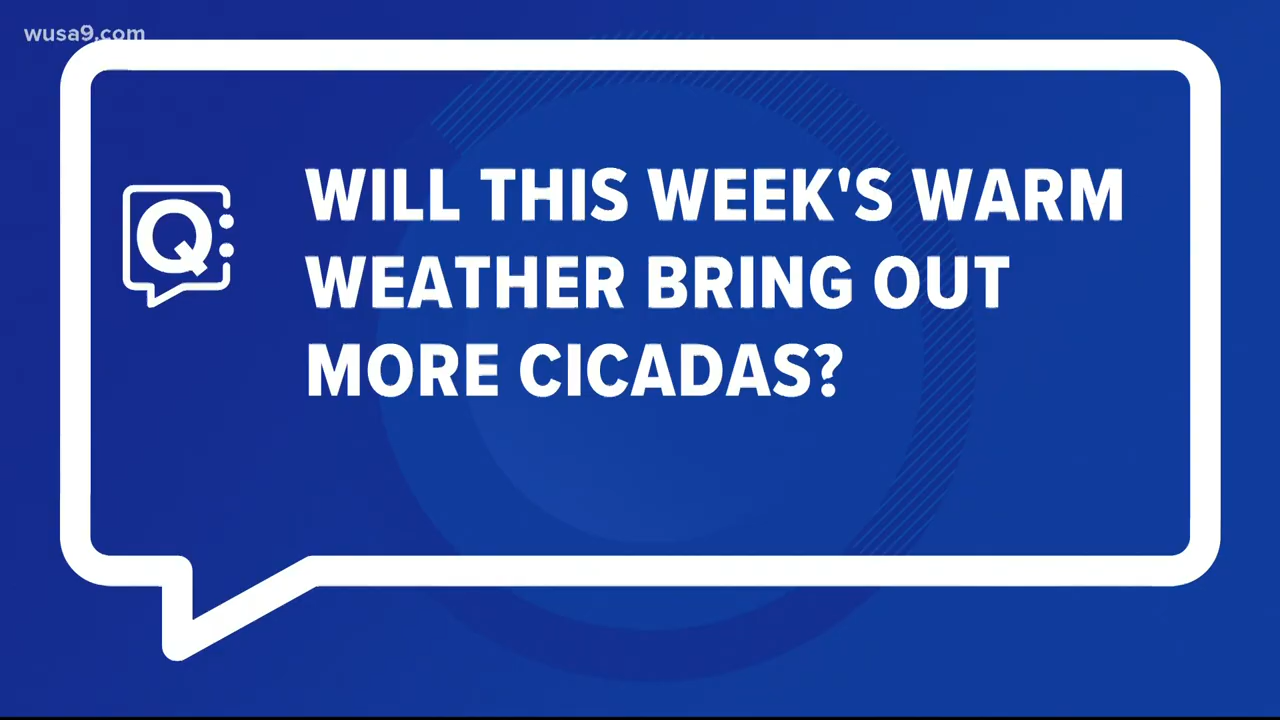 wusa9.com
Q
WILL THIS WEEK'S WARM
WEATHER BRING OUT
MORE CICADAS?